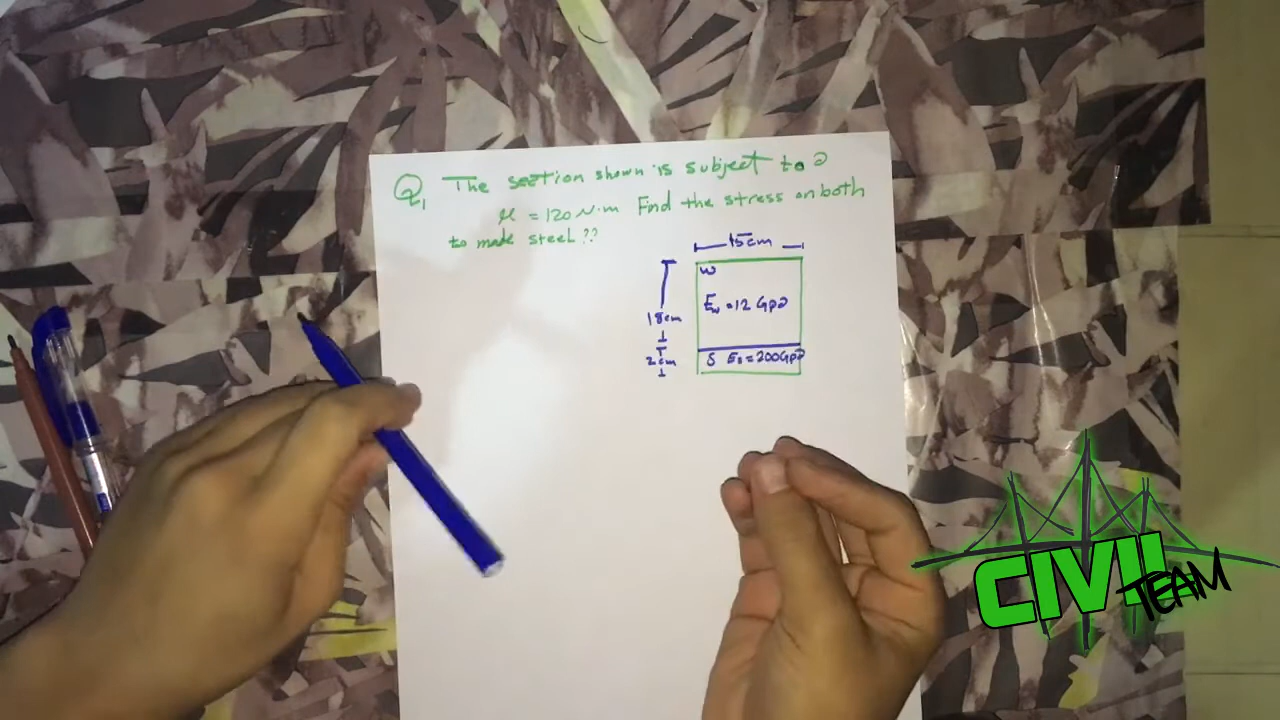 Q1 The section shown is subject to a
M = 120 N.m Find the stress on both
to made steel??
15cm
w
Ew = 12 Gpa
18cm
2cm
S Es = 200Gpa
CIVIL
TEAM